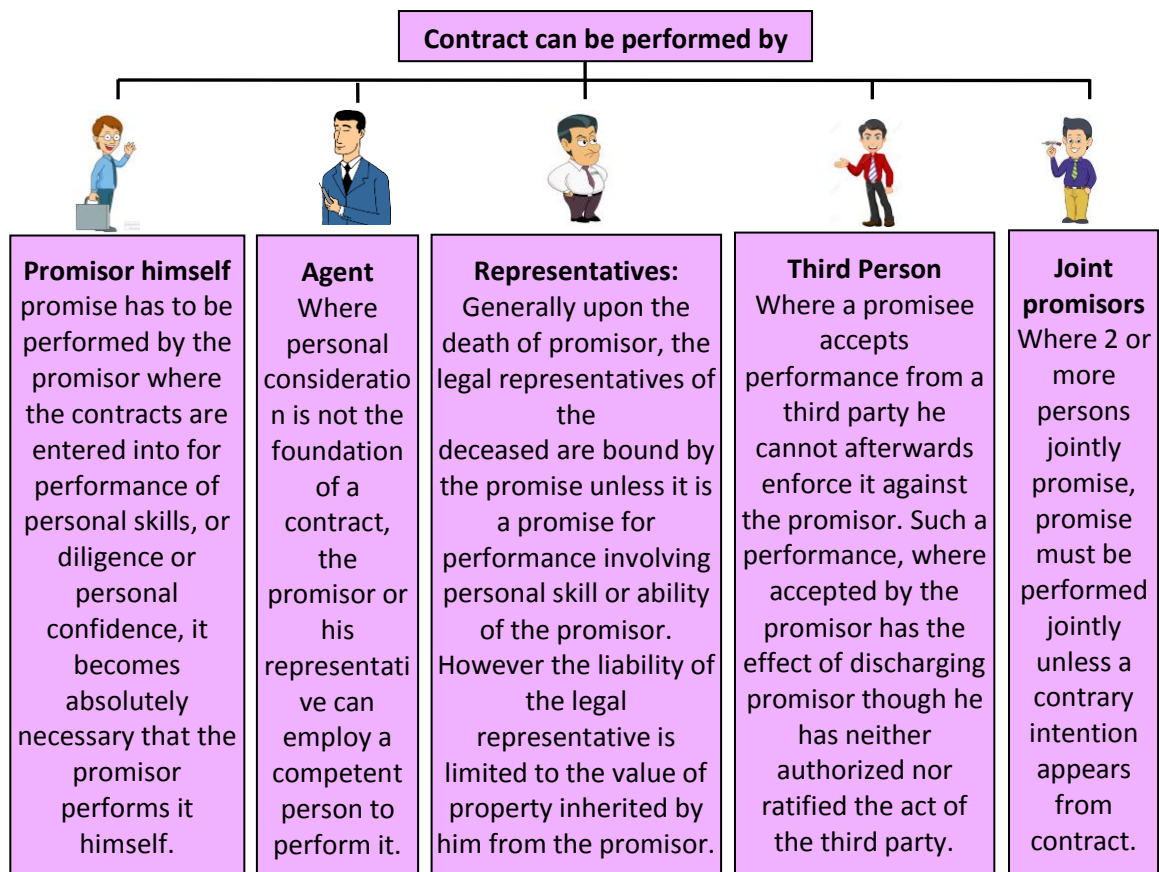 Contract can be performed by
Promisor himself
promise has to be
performed by the
promisor where
the contracts are
entered into for
performance of
personal skills, or
diligence or
personal
confidence, it
becomes
absolutely
necessary that the
promisor
performs it
himself.
Agent
Where
personal
consideratio
n is not the
foundation
of a
contract,
the
promisor or
his
representati
ve can
employ a
competent
person to
perform it.
Representatives:
Generally upon the
death of promisor, the
legal representatives of
the
deceased are bound by
the promise unless it is
a promise for
performance involving
personal skill or ability
of the promisor.
However the liability of
the legal
representative is
limited to the value of
property inherited by
him from the promisor.
Third Person
Where a promisee
accepts
performance from a
third party he
cannot afterwards
enforce it against
the promisor. Such a
performance, where
accepted by the
promisor has the
effect of discharging
promisor though he
has neither
authorized nor
ratified the act of
the third party.
Joint
promisors
Where 2 or
more
persons
jointly
promise,
promise
must be
performed
jointly
unless a
contrary
intention
appears
from
contract.